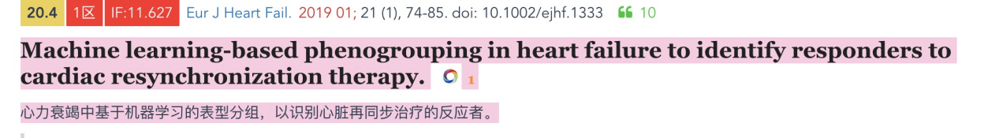 20.4 1区 IF:11.627 Eur J Heart Fail. 2019 01; 21 (1), 74-85. doi: 10.1002/ejhf.1333 10
Machine learning-based phenogrouping in heart failure to identify responders to
cardiac resynchronization therapy. 1
心力衰竭中基于机器学习的表型分组，以识别心脏再同步治疗的反应者。